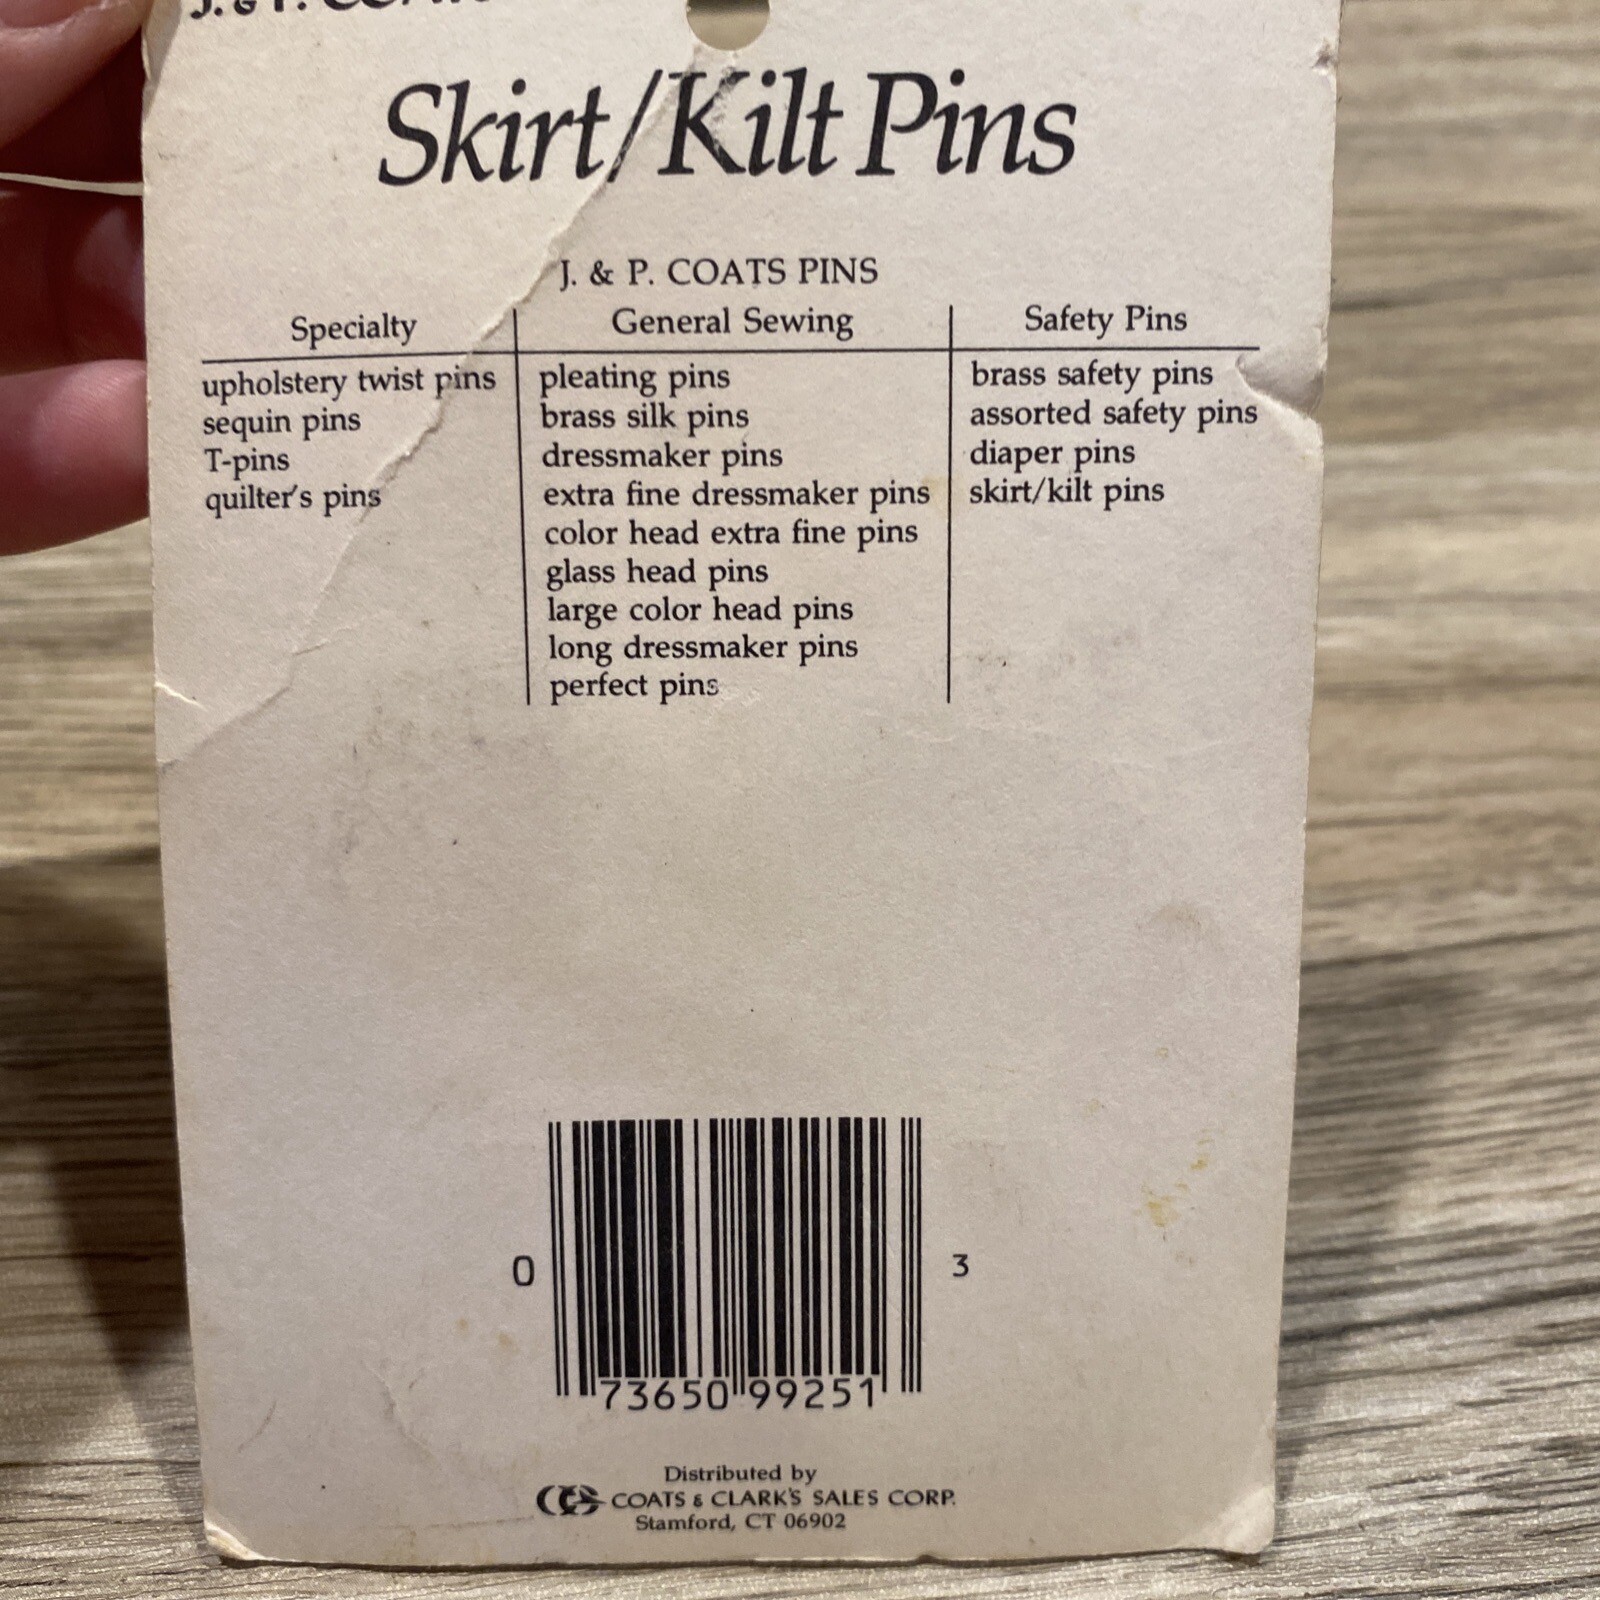 J. & P. COATS
Skirt/Kilt Pins
J. & P. COATS PINS
Specialty
upholstery twist pins
sequin pins
T-pins
quilter's pins
General Sewing
pleating pins
brass silk pins
dressmaker pins
extra fine dressmaker pins
color head extra fine pins
glass head pins
large color head pins
long dressmaker pins
perfect pins
Safety Pins
brass safety pins
assorted safety pins
diaper pins
skirt/kilt pins
0 73650 99251 3
Distributed by
COATS & CLARK'S SALES CORP.
Stamford, CT 06902